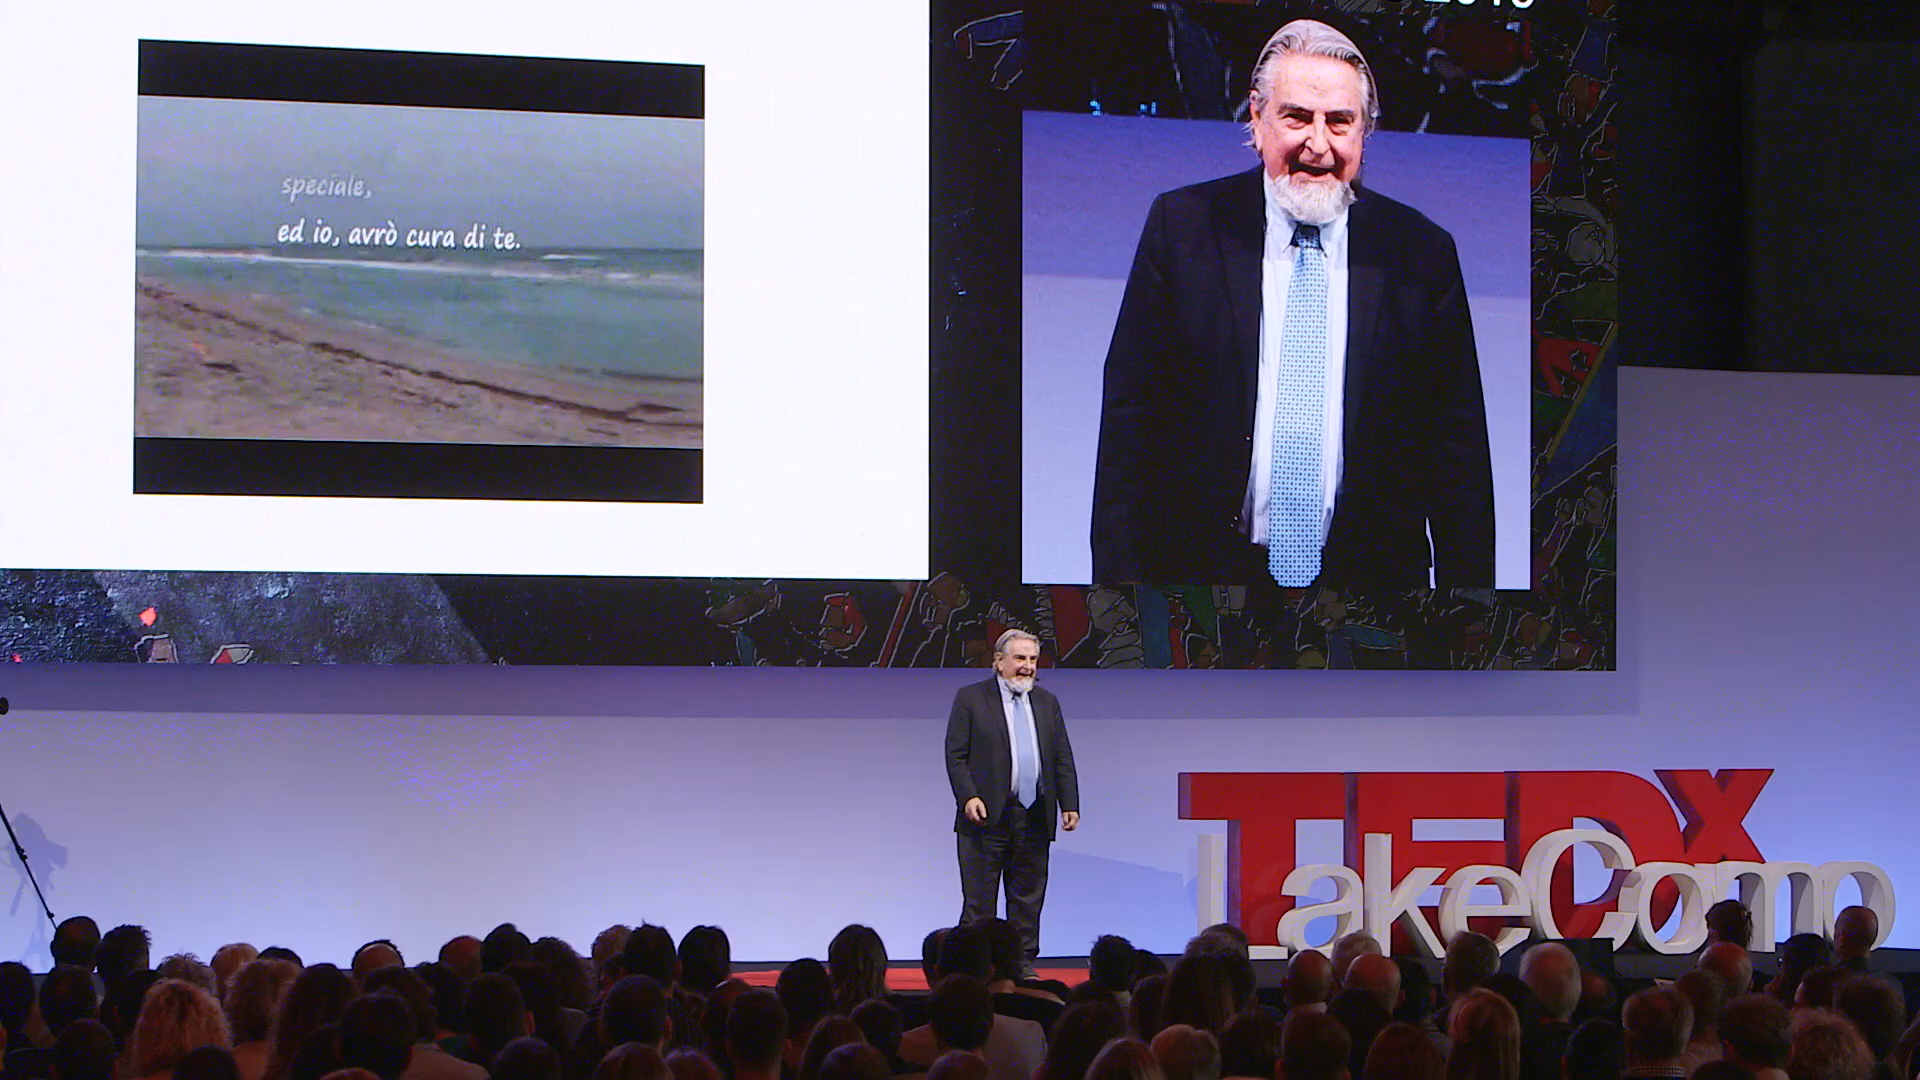 speciale,
ed io, avrò cura di te.
TEDx
LakeComo